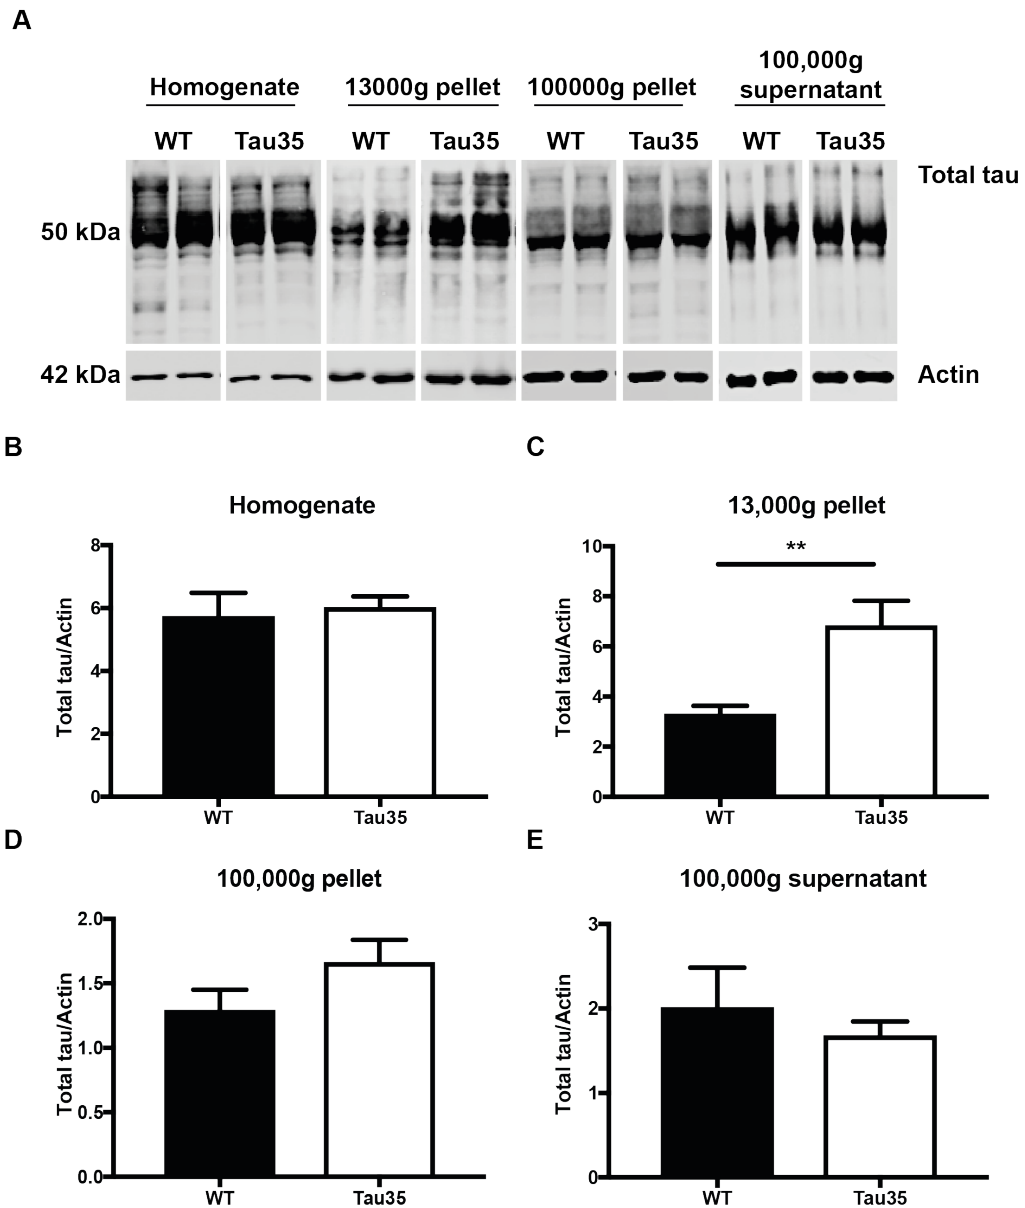 A
Homogenate 13000g pellet 100000g pellet 100,000g supernatant
WT Tau35 WT Tau35 WT Tau35 WT Tau35
Total tau
50 kDa
42 kDa
Actin
B
Homogenate
Total tau/Actin
8
6
4
2
0
WT Tau35
C
13,000g pellet
**
Total tau/Actin
10
8
6
4
2
0
WT Tau35
D
100,000g pellet
Total tau/Actin
2.0
1.5
1.0
0.5
0.0
WT Tau35
E
100,000g supernatant
Total tau/Actin
3
2
1
0
WT Tau35